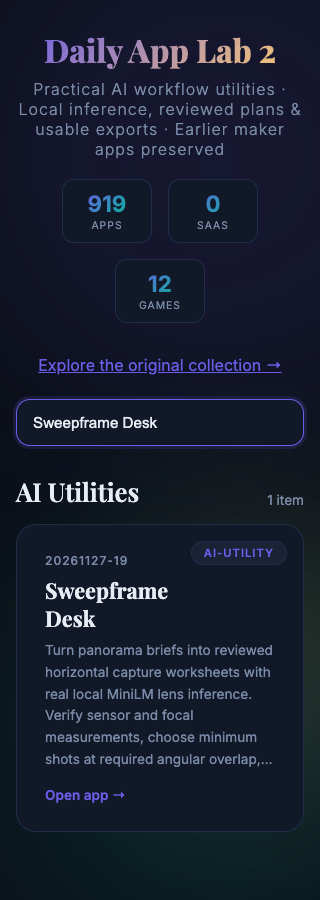 Daily App Lab 2
Practical AI workflow utilities ·
Local inference, reviewed plans &
usable exports · Earlier maker
apps preserved
919
APPS
0
SAAS
12
GAMES
Explore the original collection →
Sweepframe Desk
AI Utilities
1 item
20261127-19
AI-UTILITY
Sweepframe
Desk
Turn panorama briefs into reviewed
horizontal capture worksheets with
real local MiniLM lens inference.
Verify sensor and focal
measurements, choose minimum
shots at required angular overlap,...
Open app →